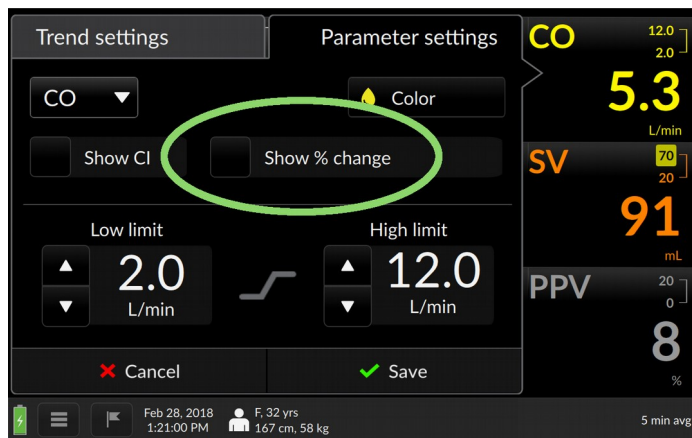 Trend settings
Parameter settings
CO
Color
Show CI
Show % change
Low limit
High limit
2.0
L/min
12.0
L/min
Cancel
Save
CO
12.0
2.0
5.3
L/min
SV
70
20
91
mL
PPV
20
0
8
%
Feb 28, 2018
1:21:00 PM
F, 32 yrs
167 cm, 58 kg
5 min avg